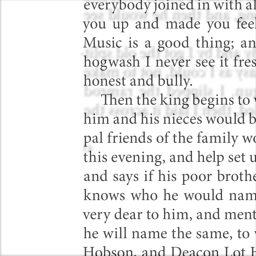 everybody joined in with al
you up and made you feel
Music is a good thing; an
hogwash I never see it fres
honest and bully.
Then the king begins to
him and his nieces would b
pal friends of the family wo
this evening, and help set u
and says if his poor brothe
knows who he would nam
very dear to him, and ment
he will name the same, to
Hobson, and Deacon Lot H